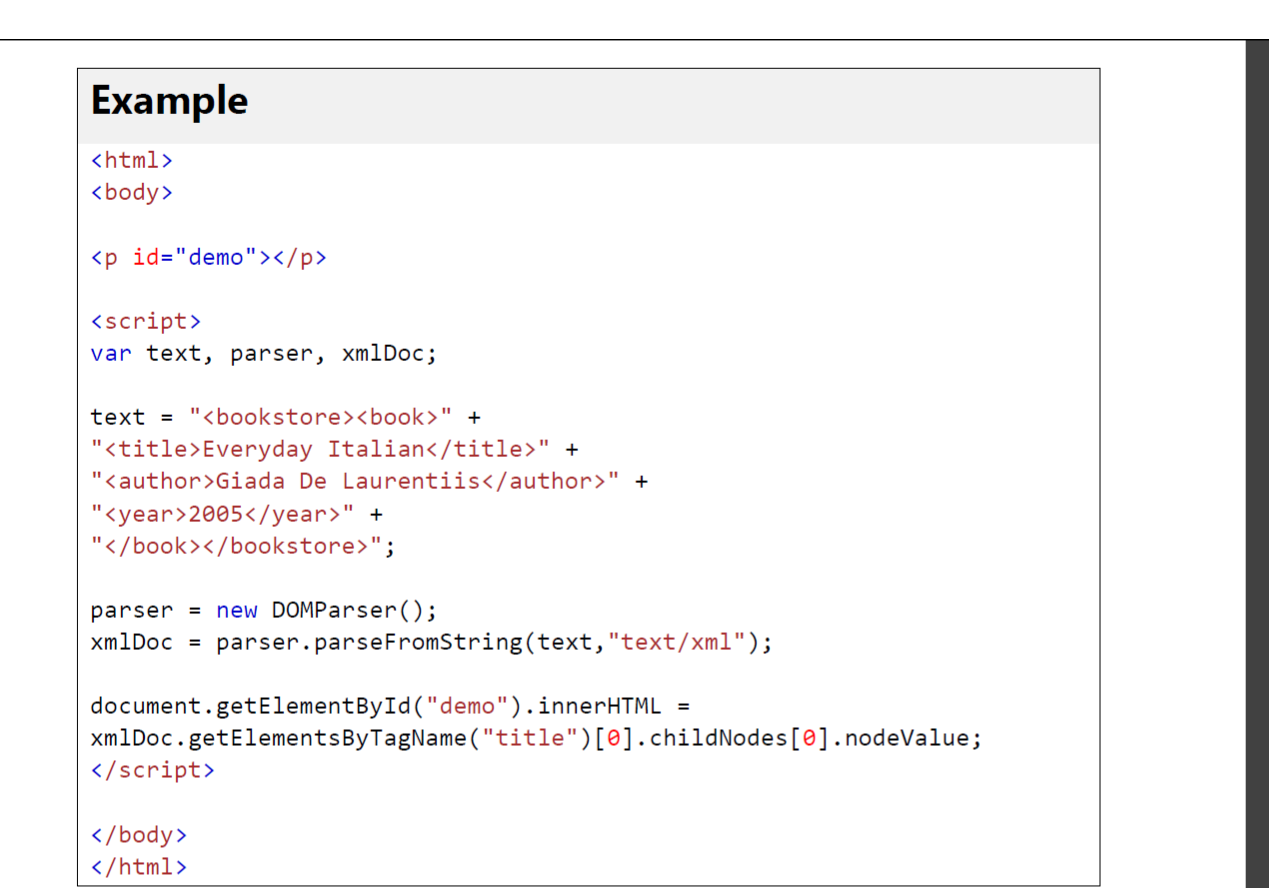 Example
<html>
<body>
<p id="demo"></p>
<script>
var text, parser, xmlDoc;
text = "<bookstore><book>" +
"<title>Everyday Italian</title>" +
"<author>Giada De Laurentiis</author>" +
"<year>2005</year>" +
"</book></bookstore>";
parser = new DOMParser();
xmlDoc = parser.parseFromString(text,"text/xml");
document.getElementById("demo").innerHTML =
xmlDoc.getElementsByTagName("title")[0].childNodes[0].nodeValue;
</script>
</body>
</html>